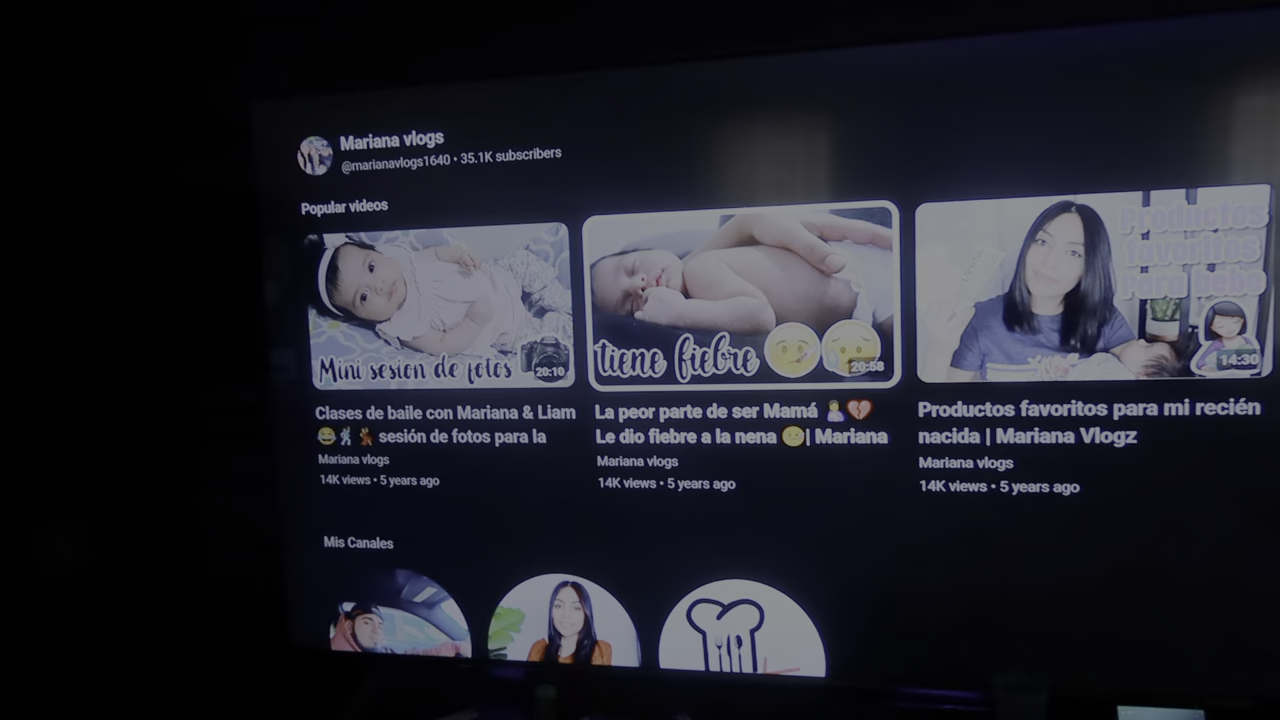 Mariana vlogs
@marianavlogs1640 • 35.1K subscribers
Popular videos
Mini sesion de fotos
20:10
tiene fiebre
20:58
Productos
favoritos
Para bebe
14:30
Clases de baile con Mariana & Liam
😂🕺💃 sesión de fotos para la
Mariana vlogs
14K views • 5 years ago
La peor parte de ser Mamá 🤱💔
Le dio fiebre a la nena 🤒| Mariana
Mariana vlogs
14K views • 5 years ago
Productos favoritos para mi recién
nacida | Mariana Vlogz
Mariana vlogs
14K views • 5 years ago
Mis Canales